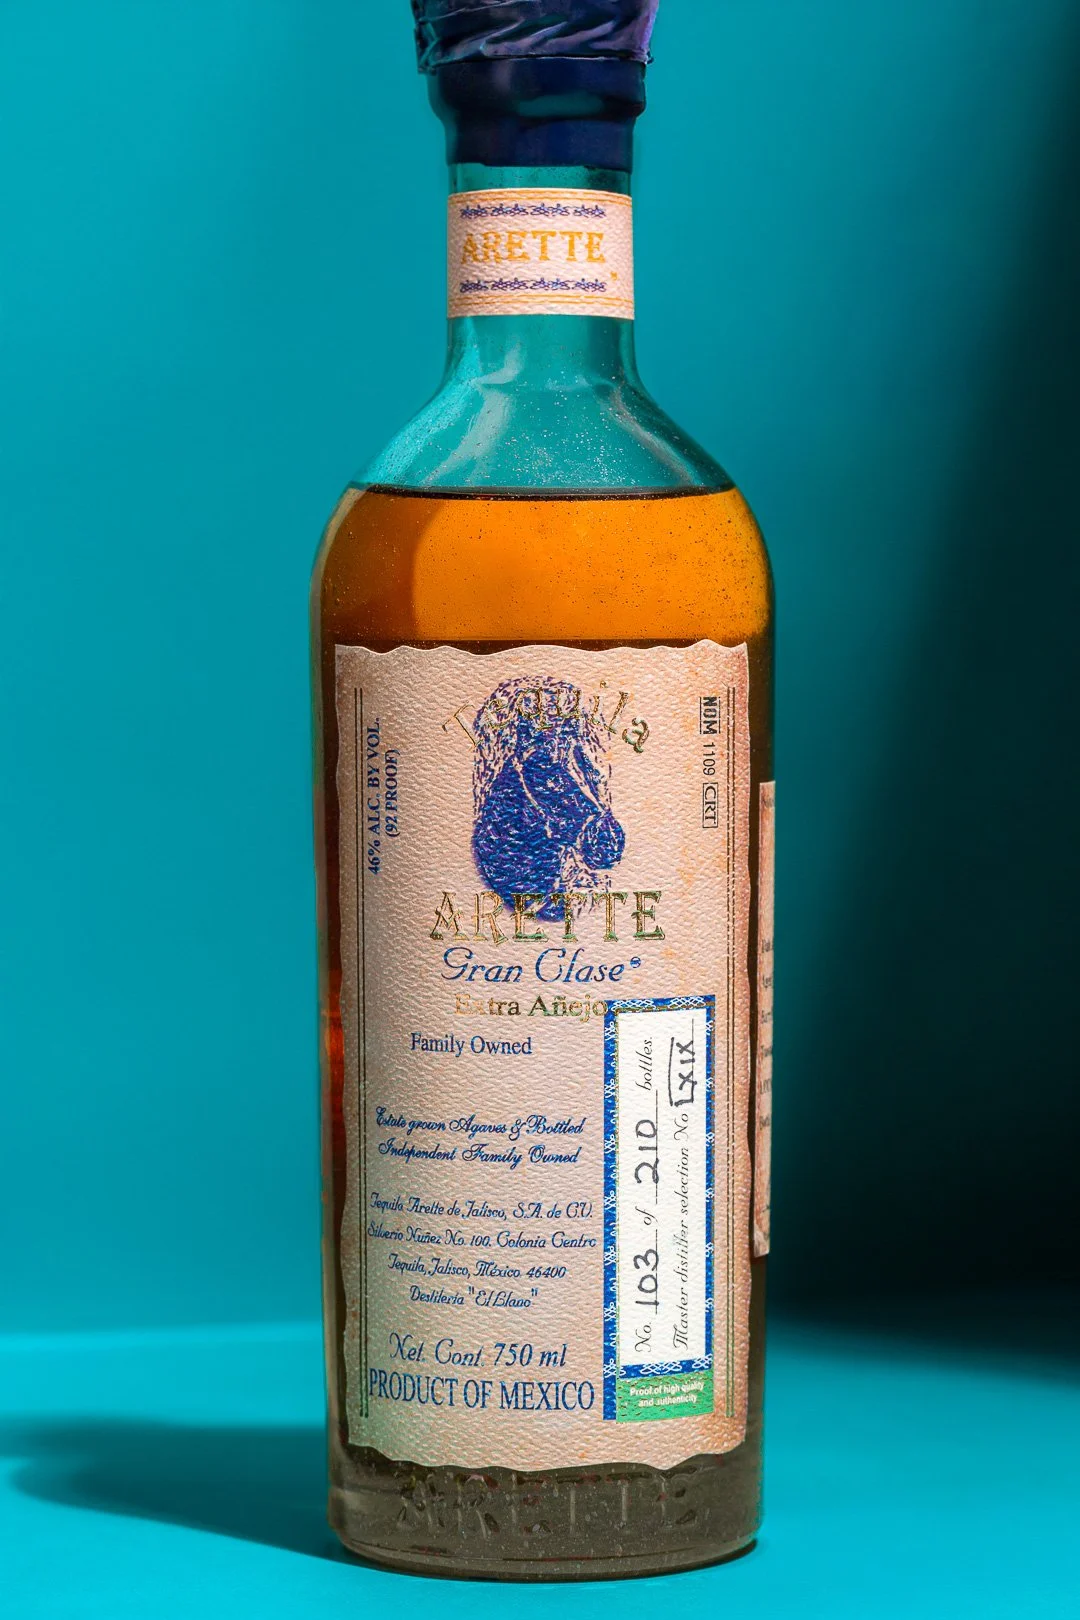 ARETTE
Tequila
46% ALC. BY VOL.
(92 PROOF)
NOM 1109 CRT
ARETTE
Gran Clase®
Extra Añejo
Family Owned
Estate grown Agaves & Bottled
Independent Family Owned
Tequila Arette de Jalisco, S.A. de C.V.
Silverio Nuñez No. 100. Colonia Centro
Tequila, Jalisco, México. 46400
Destilería "El Llano"
Net. Cont. 750 ml
PRODUCT OF MEXICO
No. 103 of 210 bottles.
Master distiller selection No LXIX
Proof of high quality
and authenticity
ARETTE